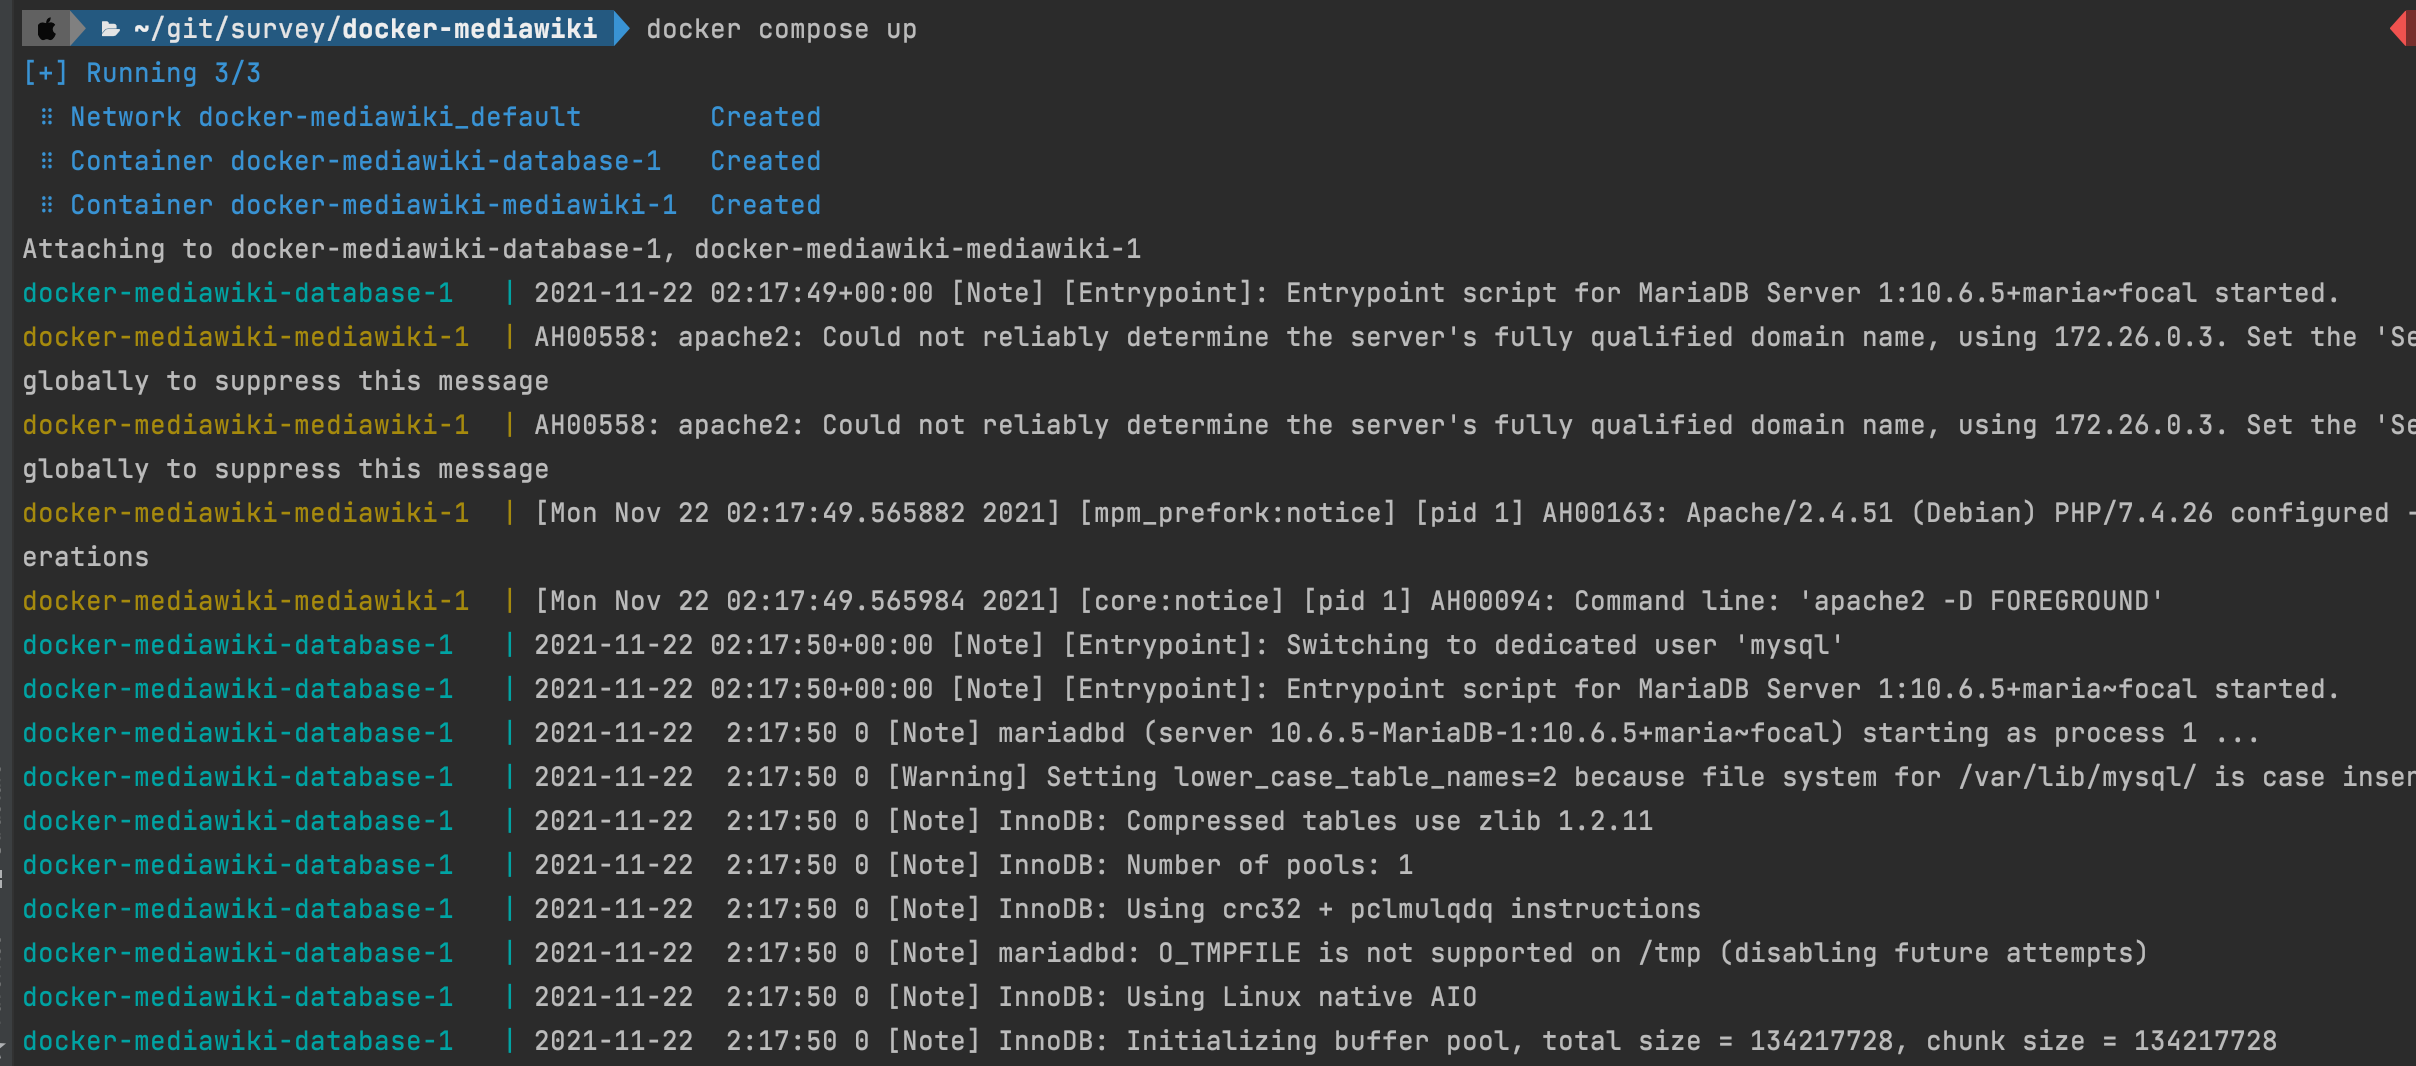 ~/git/survey/docker-mediawiki docker compose up
[+] Running 3/3
⠿ Network docker-mediawiki_default Created
⠿ Container docker-mediawiki-database-1 Created
⠿ Container docker-mediawiki-mediawiki-1 Created
Attaching to docker-mediawiki-database-1, docker-mediawiki-mediawiki-1
docker-mediawiki-database-1 | 2021-11-22 02:17:49+00:00 [Note] [Entrypoint]: Entrypoint script for MariaDB Server 1:10.6.5+maria~focal started.
docker-mediawiki-mediawiki-1 | AH00558: apache2: Could not reliably determine the server's fully qualified domain name, using 172.26.0.3. Set the 'Se
globally to suppress this message
docker-mediawiki-mediawiki-1 | AH00558: apache2: Could not reliably determine the server's fully qualified domain name, using 172.26.0.3. Set the 'Se
globally to suppress this message
docker-mediawiki-mediawiki-1 | [Mon Nov 22 02:17:49.565882 2021] [mpm_prefork:notice] [pid 1] AH00163: Apache/2.4.51 (Debian) PHP/7.4.26 configured -
erations
docker-mediawiki-mediawiki-1 | [Mon Nov 22 02:17:49.565984 2021] [core:notice] [pid 1] AH00094: Command line: 'apache2 -D FOREGROUND'
docker-mediawiki-database-1 | 2021-11-22 02:17:50+00:00 [Note] [Entrypoint]: Switching to dedicated user 'mysql'
docker-mediawiki-database-1 | 2021-11-22 02:17:50+00:00 [Note] [Entrypoint]: Entrypoint script for MariaDB Server 1:10.6.5+maria~focal started.
docker-mediawiki-database-1 | 2021-11-22 2:17:50 0 [Note] mariadbd (server 10.6.5-MariaDB-1:10.6.5+maria~focal) starting as process 1 ...
docker-mediawiki-database-1 | 2021-11-22 2:17:50 0 [Warning] Setting lower_case_table_names=2 because file system for /var/lib/mysql/ is case inser
docker-mediawiki-database-1 | 2021-11-22 2:17:50 0 [Note] InnoDB: Compressed tables use zlib 1.2.11
docker-mediawiki-database-1 | 2021-11-22 2:17:50 0 [Note] InnoDB: Number of pools: 1
docker-mediawiki-database-1 | 2021-11-22 2:17:50 0 [Note] InnoDB: Using crc32 + pclmulqdq instructions
docker-mediawiki-database-1 | 2021-11-22 2:17:50 0 [Note] mariadbd: O_TMPFILE is not supported on /tmp (disabling future attempts)
docker-mediawiki-database-1 | 2021-11-22 2:17:50 0 [Note] InnoDB: Using Linux native AIO
docker-mediawiki-database-1 | 2021-11-22 2:17:50 0 [Note] InnoDB: Initializing buffer pool, total size = 134217728, chunk size = 134217728